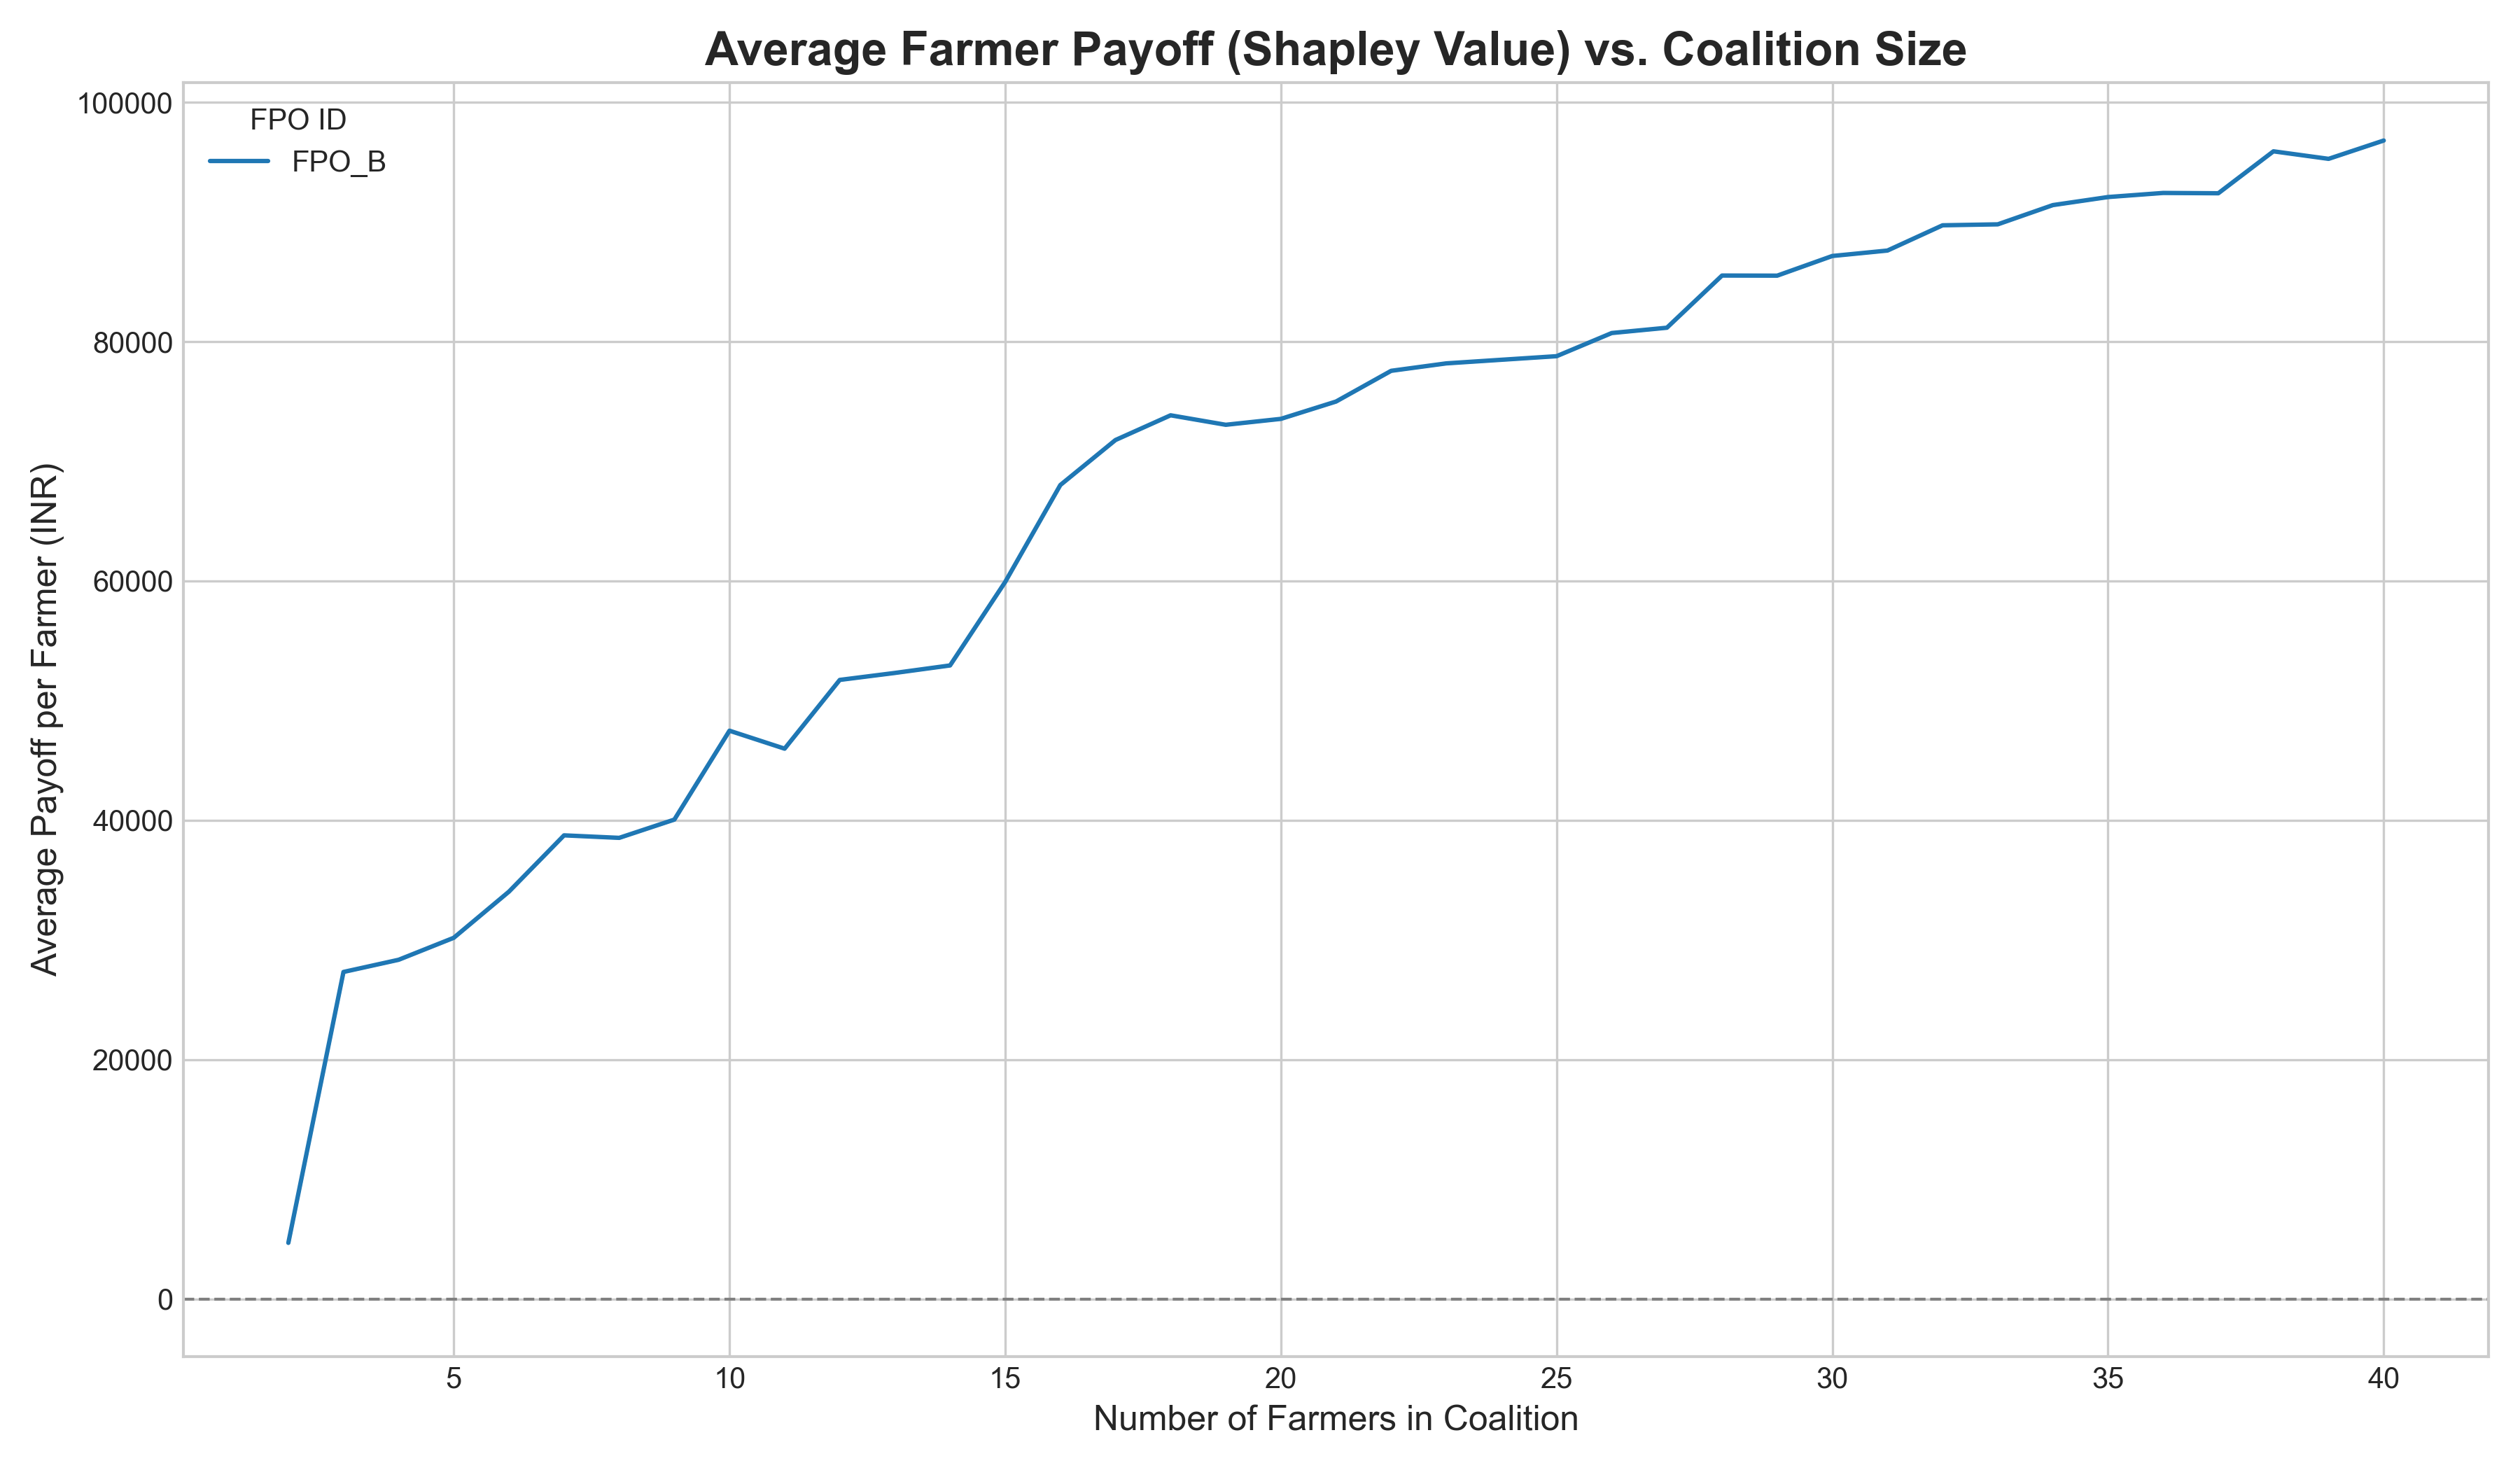 Average Farmer Payoff (Shapley Value) vs. Coalition Size
FPO ID
FPO_B
Average Payoff per Farmer (INR)
100000
80000
60000
40000
20000
0
5 10 15 20 25 30 35 40
Number of Farmers in Coalition